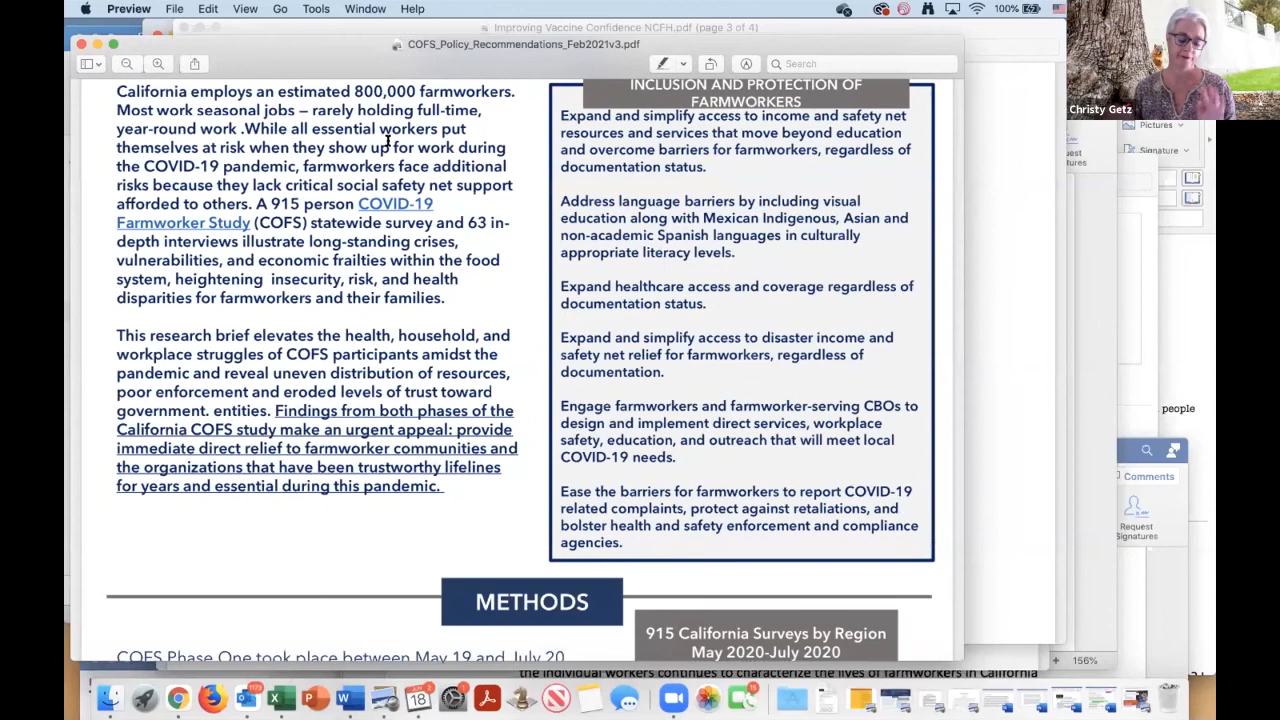 Preview File Edit View Go Tools Window Help 100%
Improving Vaccine Confidence NCFH.pdf (page 3 of 4)
COFS_Policy_Recommendations_Feb2021v3.pdf
Search
Christy Getz
California employs an estimated 800,000 farmworkers.
Most work seasonal jobs – rarely holding full-time,
year-round work .While all essential workers put
themselves at risk when they show up for work during
the COVID-19 pandemic, farmworkers face additional
risks because they lack critical social safety net support
afforded to others. A 915 person COVID-19
Farmworker Study (COFS) statewide survey and 63 in-
depth interviews illustrate long-standing crises,
vulnerabilities, and economic frailties within the food
system, heightening insecurity, risk, and health
disparities for farmworkers and their families.
This research brief elevates the health, household, and
workplace struggles of COFS participants amidst the
pandemic and reveal uneven distribution of resources,
poor enforcement and eroded levels of trust toward
government. entities. Findings from both phases of the
California COFS study make an urgent appeal: provide
immediate direct relief to farmworker communities and
the organizations that have been trustworthy lifelines
for years and essential during this pandemic.
INCLUSION AND PROTECTION OF
FARMWORKERS
Expand and simplify access to income and safety net
resources and services that move beyond education
and overcome barriers for farmworkers, regardless of
documentation status.
Address language barriers by including visual
education along with Mexican Indigenous, Asian and
non-academic Spanish languages in culturally
appropriate literacy levels.
Expand healthcare access and coverage regardless of
documentation status.
Expand and simplify access to disaster income and
safety net relief for farmworkers, regardless of
documentation.
Engage farmworkers and farmworker-serving CBOs to
design and implement direct services, workplace
safety, education, and outreach that will meet local
COVID-19 needs.
Ease the barriers for farmworkers to report COVID-19
related complaints, protect against retaliations, and
bolster health and safety enforcement and compliance
agencies.
METHODS
915 California Surveys by Region
May 2020-July 2020
COFS Phase One took place between May 19 and July 20
Pictures
Signature
people
Comments
Request
Signatures
156%
the individual workers continues to characterize the lives of farmworkers in California